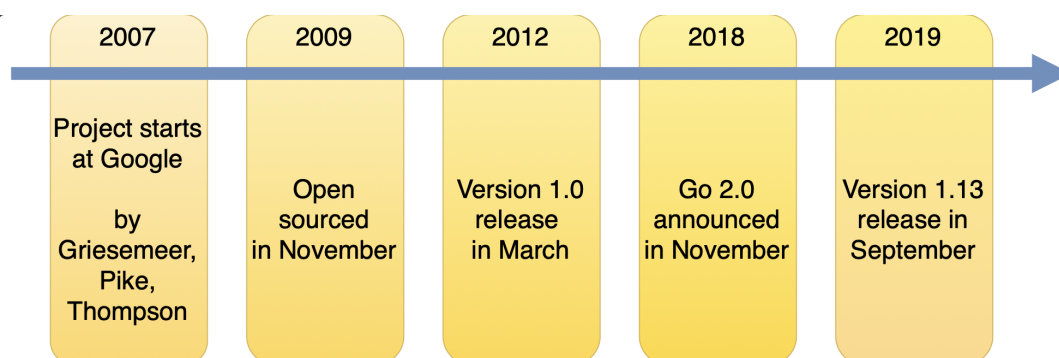 2007
Project starts
at Google
by
Griesemeer,
Pike,
Thompson
2009
Open
sourced
in November
2012
Version 1.0
release
in March
2018
Go 2.0
announced
in November
2019
Version 1.13
release in
September